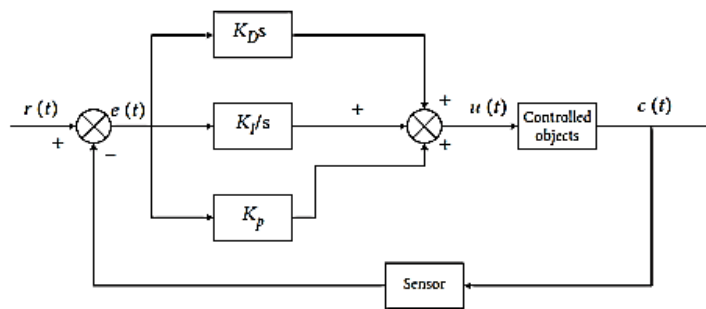 K_D s
r (t)
e (t)
+
−
K_I/s
+
+
+
u (t)
Controlled
objects
c (t)
K_p
Sensor